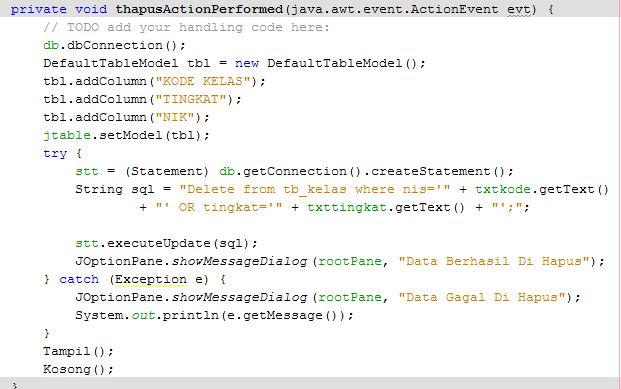 private void thapusActionPerformed(java.awt.event.ActionEvent evt) {
// TODO add your handling code here:
db.dbConnection();
DefaultTableModel tbl = new DefaultTableModel();
tbl.addColumn("KODE KELAS");
tbl.addColumn("TINGKAT");
tbl.addColumn("NIK");
jtable.setModel(tbl);
try {
stt = (Statement) db.getConnection().createStatement();
String sql = "Delete from tb_kelas where nis='" + txtkode.getText()
+ "' OR tingkat='" + txttingkat.getText() + "';";
stt.executeUpdate(sql);
JOptionPane.showMessageDialog(rootPane, "Data Berhasil Di Hapus");
} catch (Exception e) {
JOptionPane.showMessageDialog(rootPane, "Data Gagal Di Hapus");
System.out.println(e.getMessage());
}
Tampil();
Kosong();
}